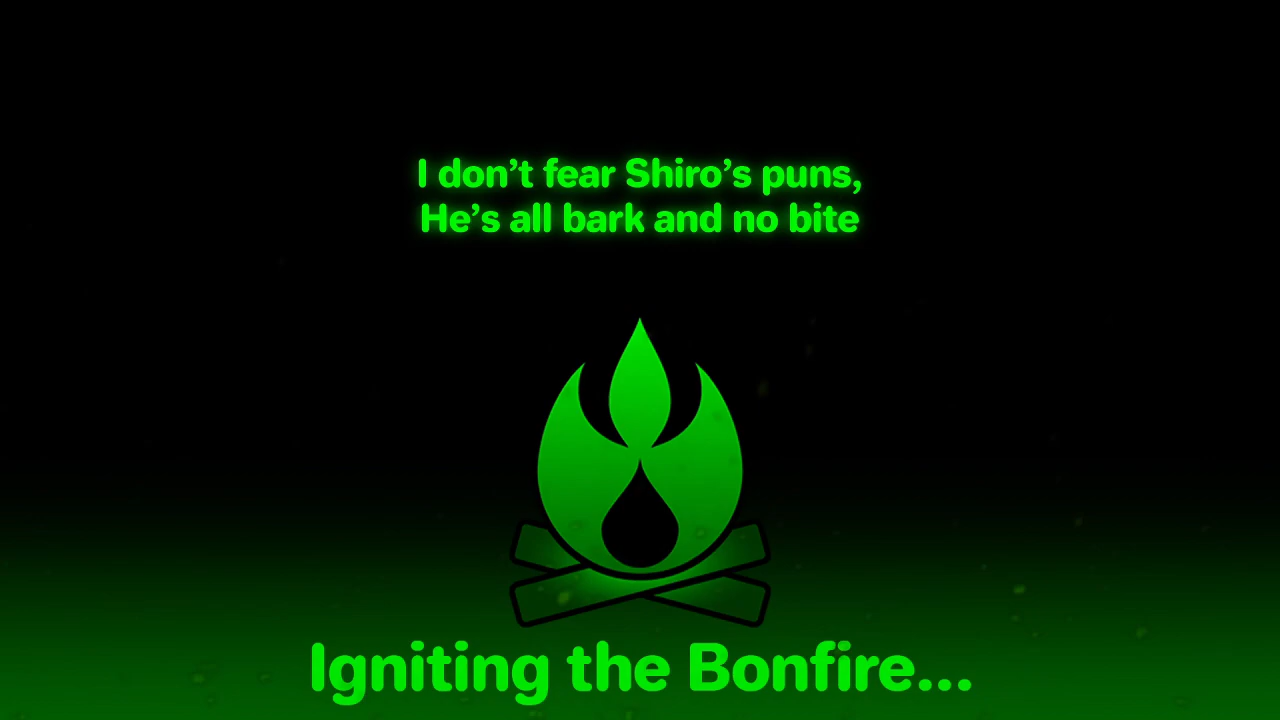 I don’t fear Shiro’s puns,
He’s all bark and no bite
Igniting the Bonfire...